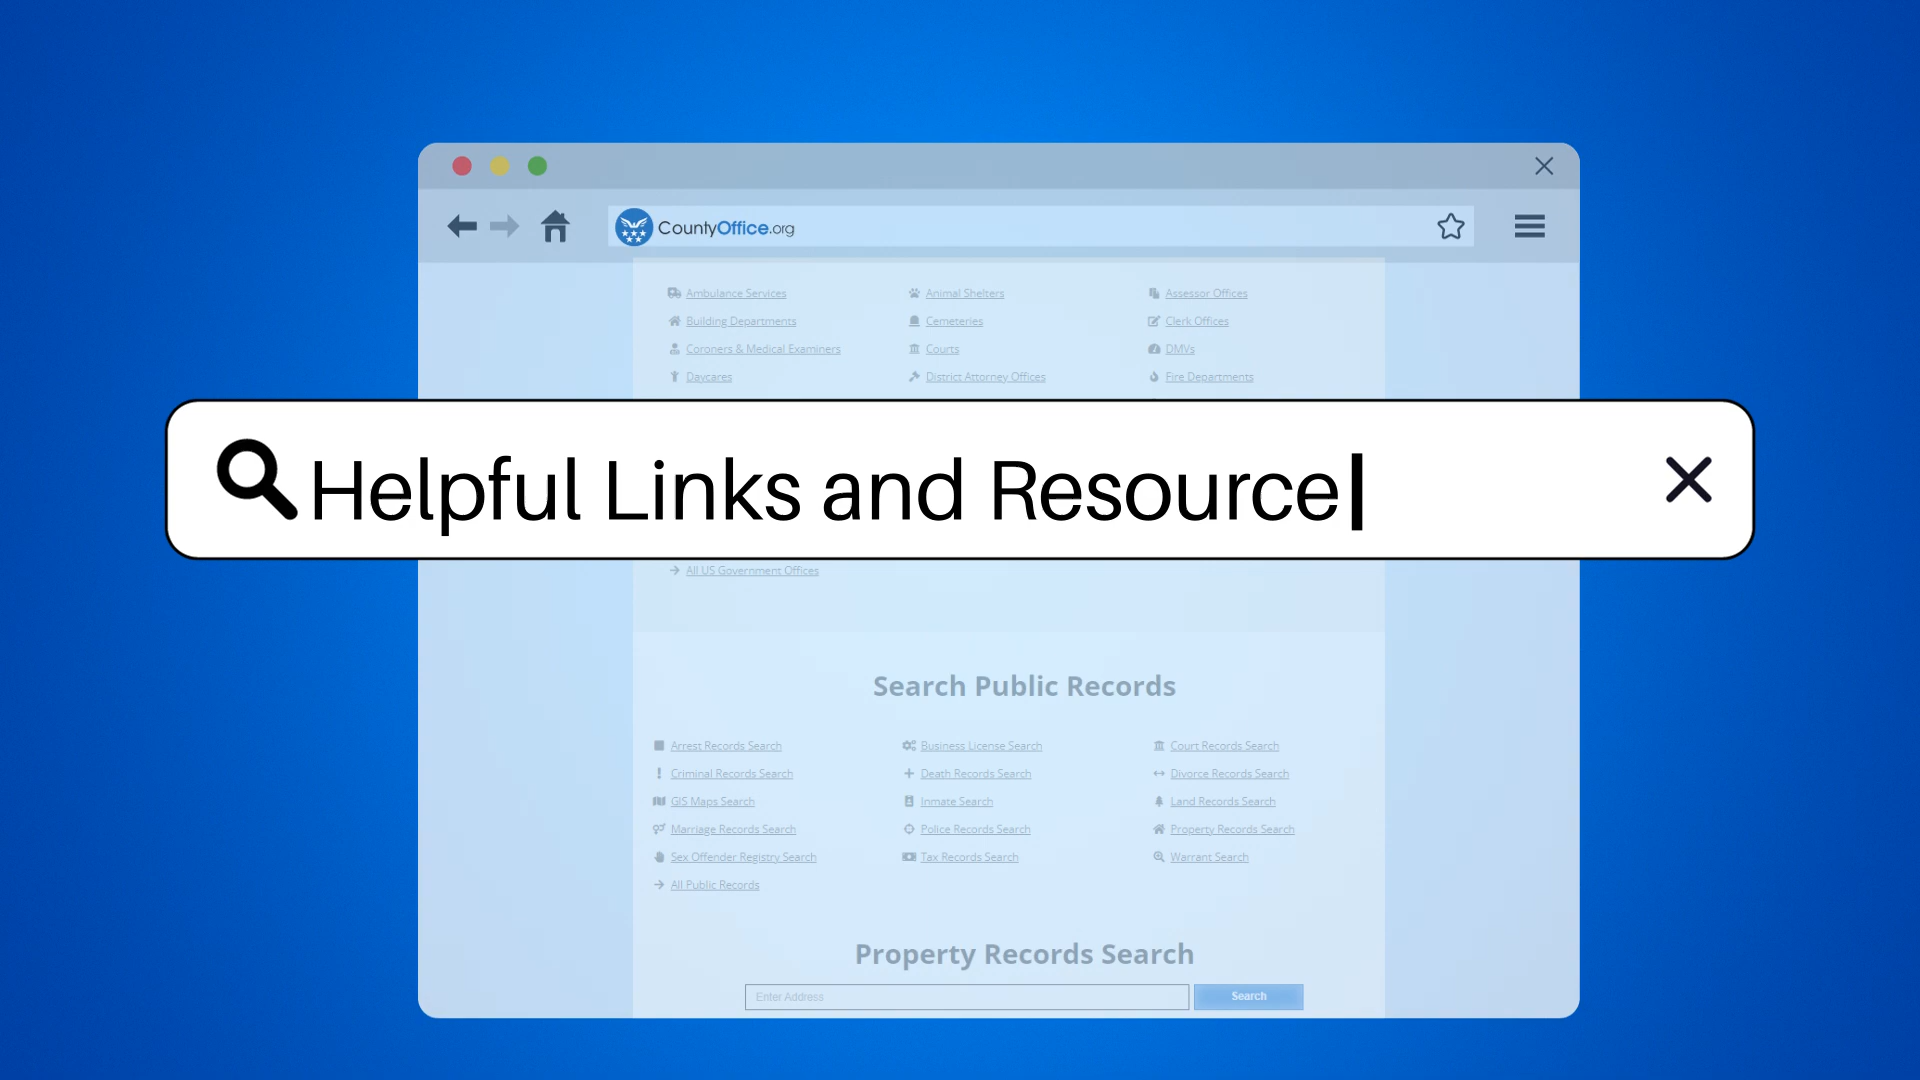 CountyOffice.org
Ambulance Services Animal Shelters Assessor Offices
Building Departments Cemeteries Clerk Offices
Coroners & Medical Examiners Courts DMVs
Daycares District Attorney Offices Fire Departments
Helpful Links and Resource
All US Government Offices
Search Public Records
Arrest Records Search Business License Search Court Records Search
Criminal Records Search Death Records Search Divorce Records Search
GIS Maps Search Inmate Search Land Records Search
Marriage Records Search Police Records Search Property Records Search
Sex Offender Registry Search Tax Records Search Warrant Search
All Public Records
Property Records Search
Enter Address Search